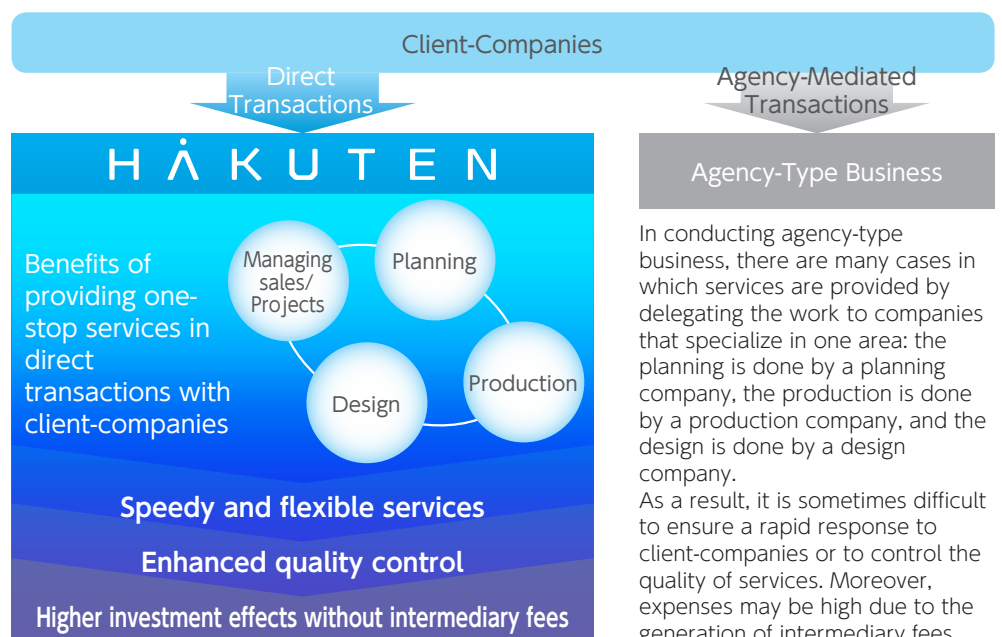 Client-Companies
Direct
Transactions
Agency-Mediated
Transactions
HAKUTEN
Benefits of
providing one-
stop services in
direct
transactions with
client-companies
Managing
sales/
Projects
Planning
Design
Production
Speedy and flexible services
Enhanced quality control
Higher investment effects without intermediary fees
Agency-Type Business
In conducting agency-type
business, there are many cases in
which services are provided by
delegating the work to companies
that specialize in one area: the
planning is done by a planning
company, the production is done
by a production company, and the
design is done by a design
company.
As a result, it is sometimes difficult
to ensure a rapid response to
client-companies or to control the
quality of services. Moreover,
expenses may be high due to the
generation of intermediary fees